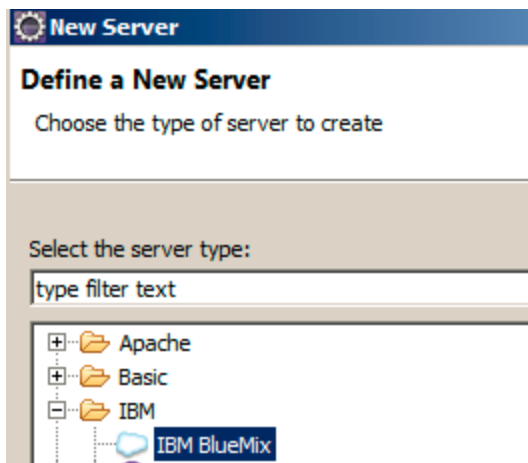 New Server
Define a New Server
Choose the type of server to create
Select the server type:
type filter text
Apache
Basic
IBM
IBM BlueMix